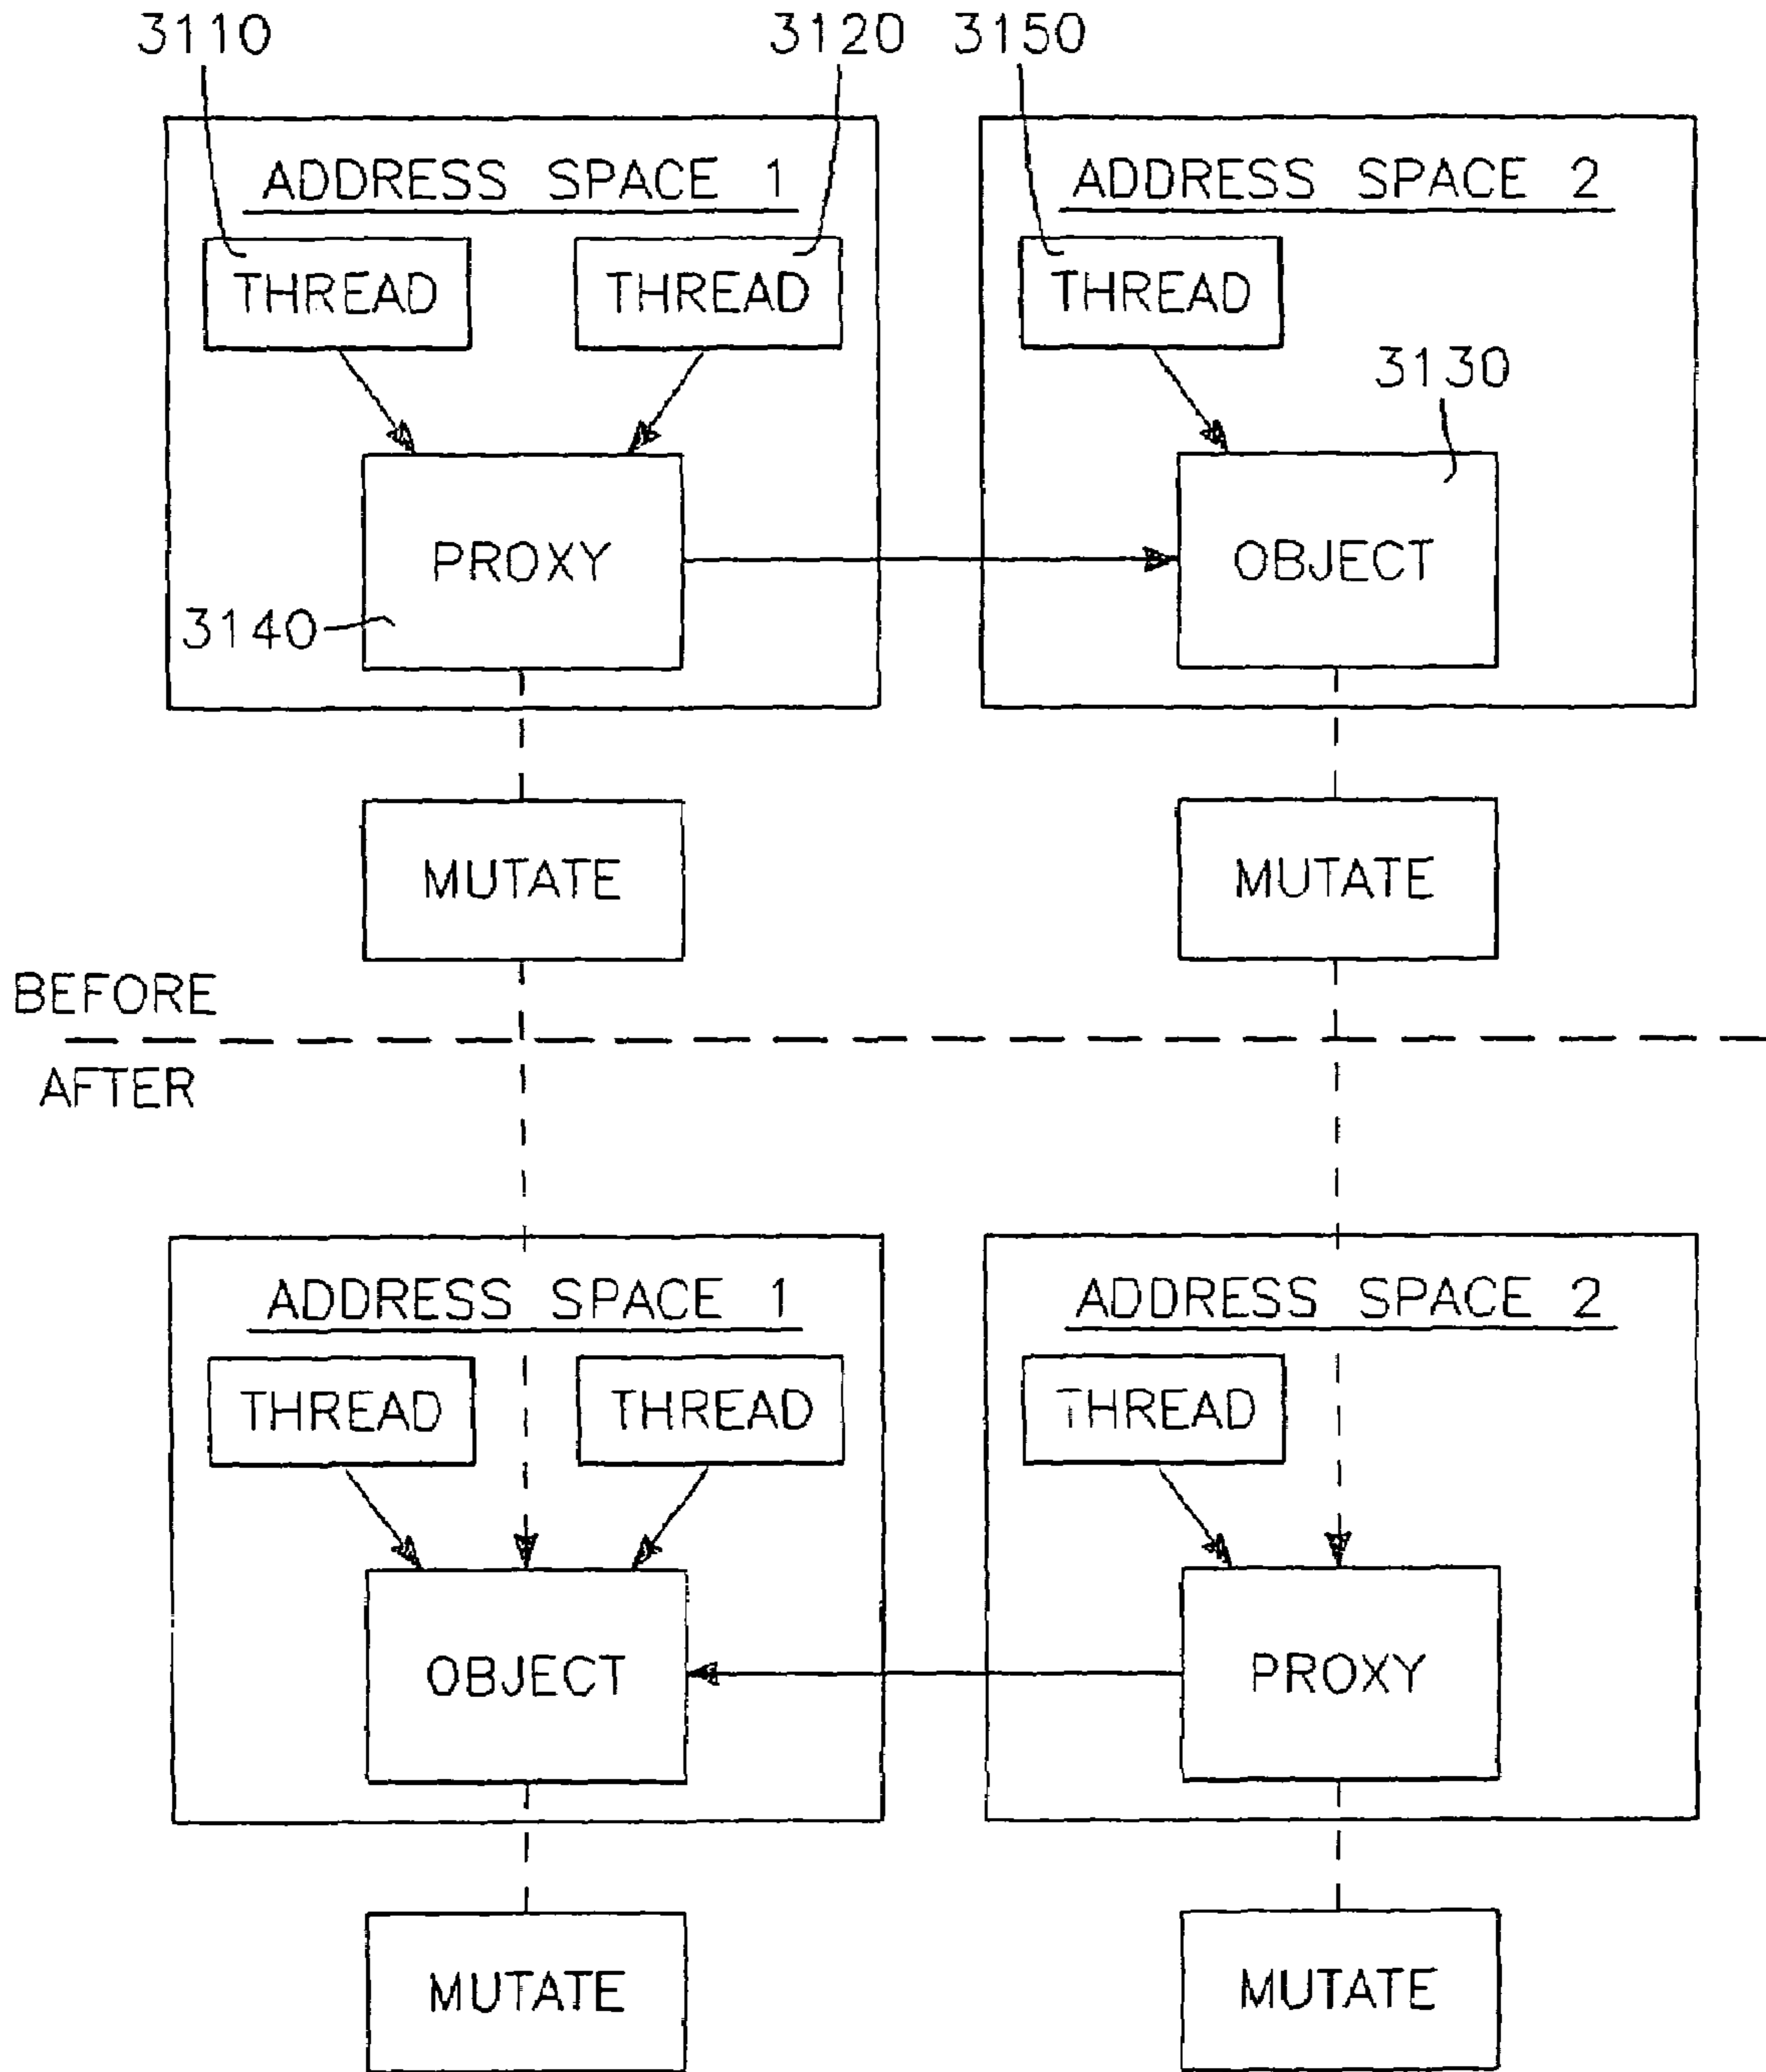 3110
3120
3150
ADDRESS SPACE 1
ADDRESS SPACE 2
THREAD
THREAD
THREAD
3130
PROXY
OBJECT
3140
MUTATE
MUTATE
BEFORE
AFTER
ADDRESS SPACE 1
ADDRESS SPACE 2
THREAD
THREAD
THREAD
OBJECT
PROXY
MUTATE
MUTATE